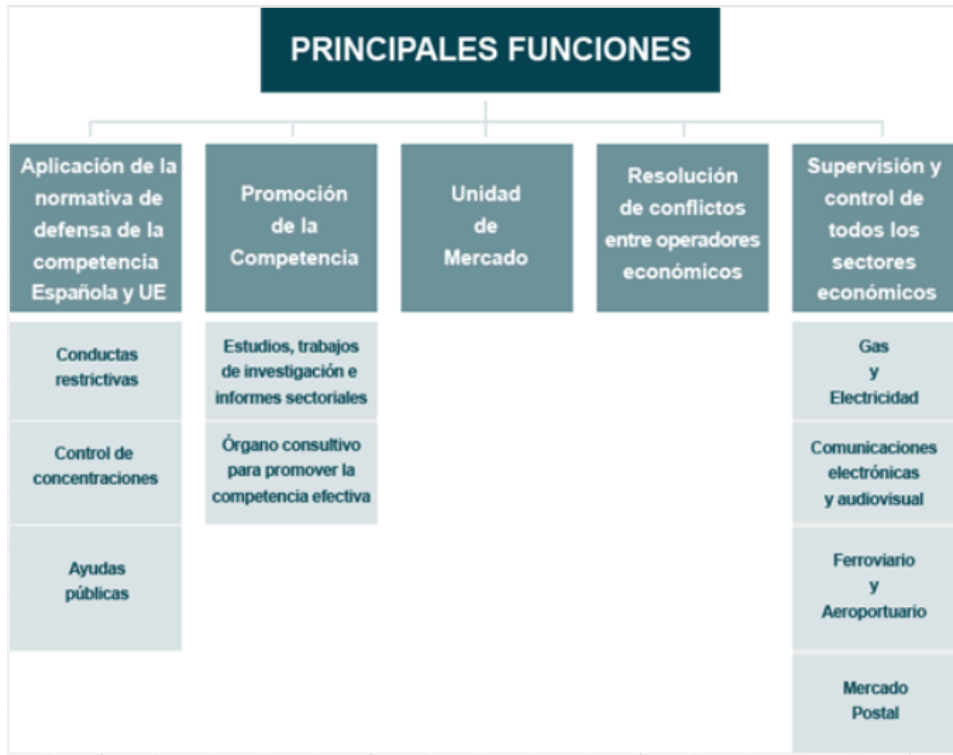 PRINCIPALES FUNCIONES
Aplicación de la
normativa de
defensa de la
competencia
Española y UE
Conductas
restrictivas
Control de
concentraciones
Ayudas
públicas
Promoción
de la
Competencia
Estudios, trabajos
de investigación e
informes sectoriales
Órgano consultivo
para promover la
competencia efectiva
Unidad
de
Mercado
Resolución
de conflictos
entre operadores
económicos
Supervisión y
control de
todos los
sectores
económicos
Gas
y
Electricidad
Comunicaciones
electrónicas
y audiovisual
Ferroviario
y
Aeroportuario
Mercado
Postal